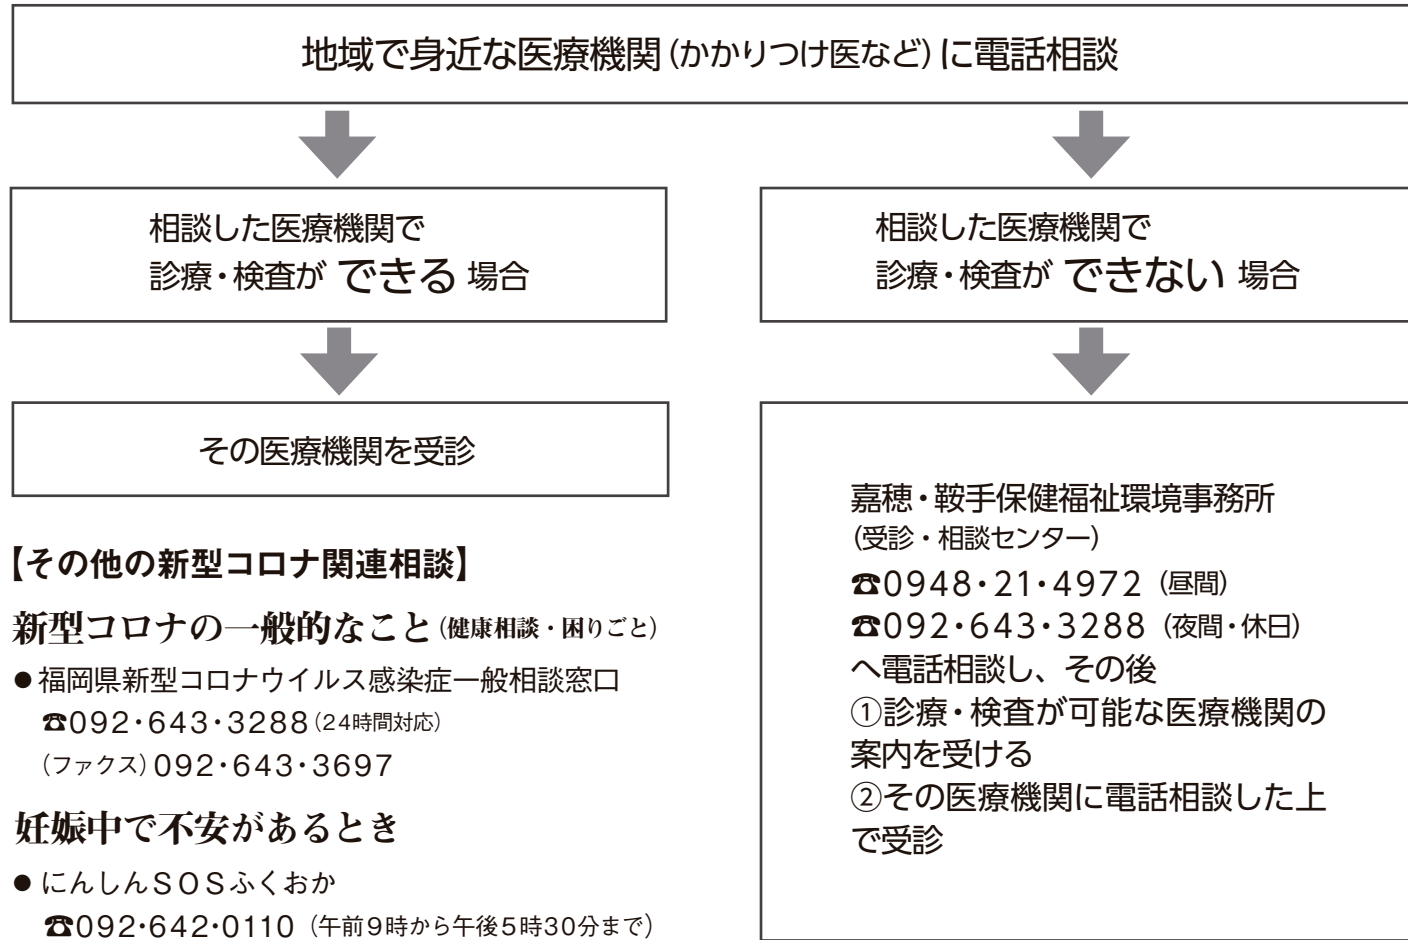 地域で身近な医療機関(かかりつけ医など)に電話相談
相談した医療機関で
診療・検査が できる 場合
その医療機関を受診
相談した医療機関で
診療・検査が できない 場合
嘉穂・鞍手保健福祉環境事務所
(受診・相談センター)
☎0948・21・4972 (昼間)
☎092・643・3288 (夜間・休日)
へ電話相談し、その後
①診療・検査が可能な医療機関の
案内を受ける
②その医療機関に電話相談した上
で受診
【その他の新型コロナ関連相談】
新型コロナの一般的なこと(健康相談・困りごと)
●福岡県新型コロナウイルス感染症一般相談窓口
☎092・643・3288(24時間対応)
(ファクス)092・643・3697
妊娠中で不安があるとき
●にんしんSOSふくおか
☎092・642・0110 (午前9時から午後5時30分まで)